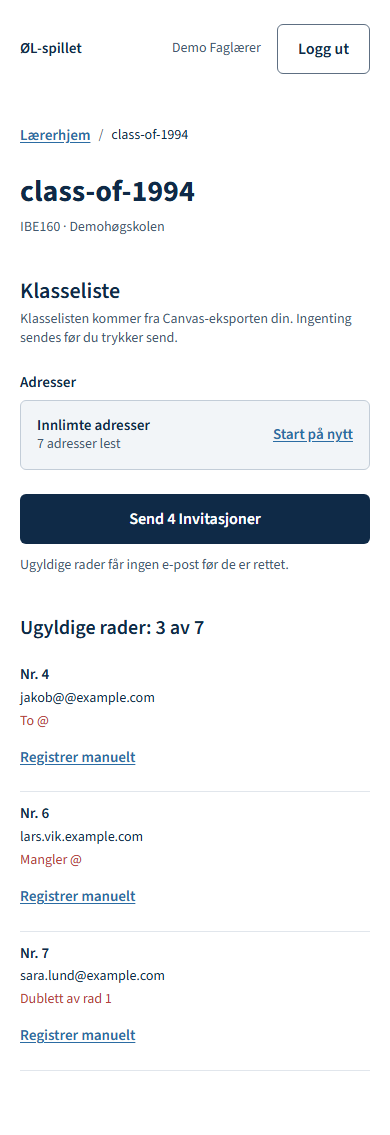 ØL-spillet
Demo Faglærer
Logg ut
Lærerhjem / class-of-1994
class-of-1994
IBE160 · Demohøgskolen
Klasseliste
Klasselisten kommer fra Canvas-eksporten din. Ingenting
sendes før du trykker send.
Adresser
Innlimte adresser
7 adresser lest
Start på nytt
Send 4 Invitasjoner
Ugyldige rader får ingen e-post før de er rettet.
Ugyldige rader: 3 av 7
Nr. 4
jakob@@example.com
To @
Registrer manuelt
Nr. 6
lars.vik.example.com
Mangler @
Registrer manuelt
Nr. 7
sara.lund@example.com
Dublett av rad 1
Registrer manuelt